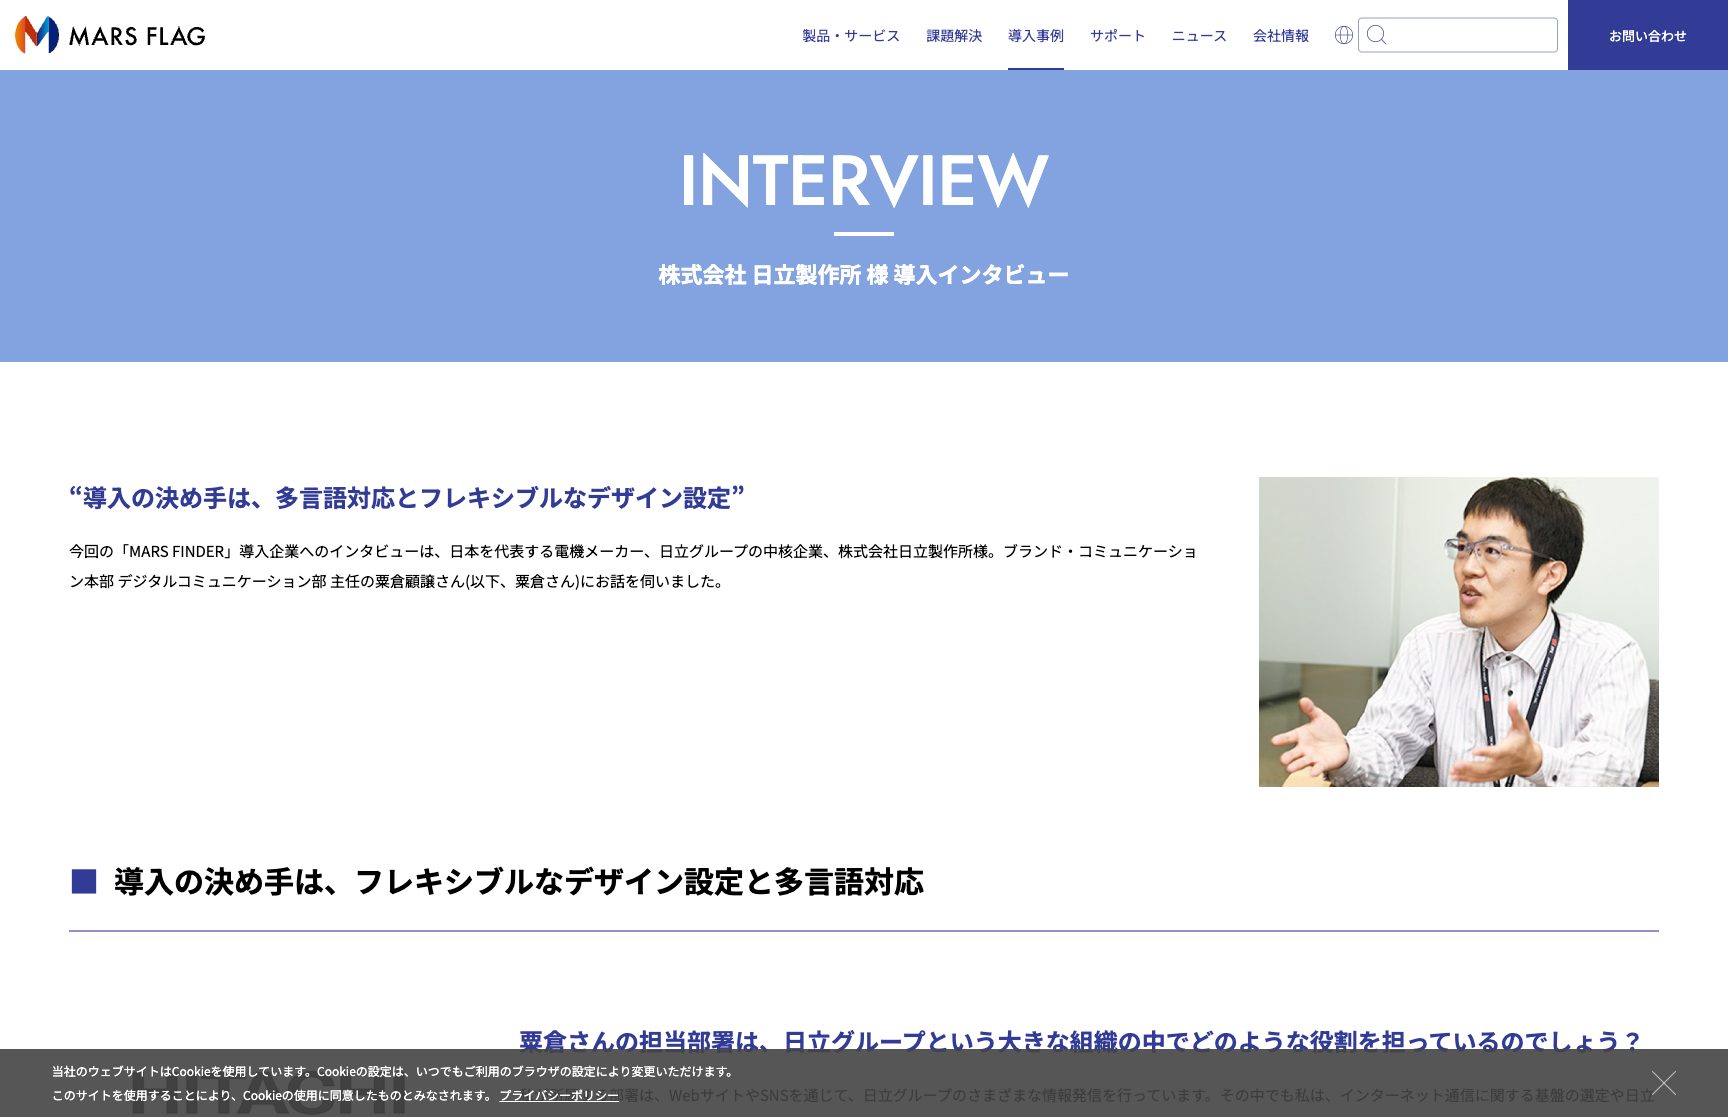 MARS FLAG
製品・サービス 課題解決 導入事例 サポート ニュース 会社情報
お問い合わせ
INTERVIEW
株式会社 日立製作所 様 導入インタビュー
“導入の決め手は、多言語対応とフレキシブルなデザイン設定”
今回の「MARS FINDER」導入企業へのインタビューは、日本を代表する電機メーカー、日立グループの中核企業、株式会社日立製作所様。ブランド・コミュニケーショ
ン本部 デジタルコミュニケーション部 主任の粟倉顧譲さん(以下、粟倉さん)にお話を伺いました。
■ 導入の決め手は、フレキシブルなデザイン設定と多言語対応
粟倉さんの担当部署は、日立グループという大きな組織の中でどのような役割を担っているのでしょう？
HITACHI
部署は、WebサイトやSNSを通じて、日立グループのさまざまな情報発信を行っています。その中でも私は、インターネット通信に関する基盤の選定や日立
当社のウェブサイトはCookieを使用しています。Cookieの設定は、いつでもご利用のブラウザの設定により変更いただけます。
このサイトを使用することにより、Cookieの使用に同意したものとみなされます。 プライバシーポリシー